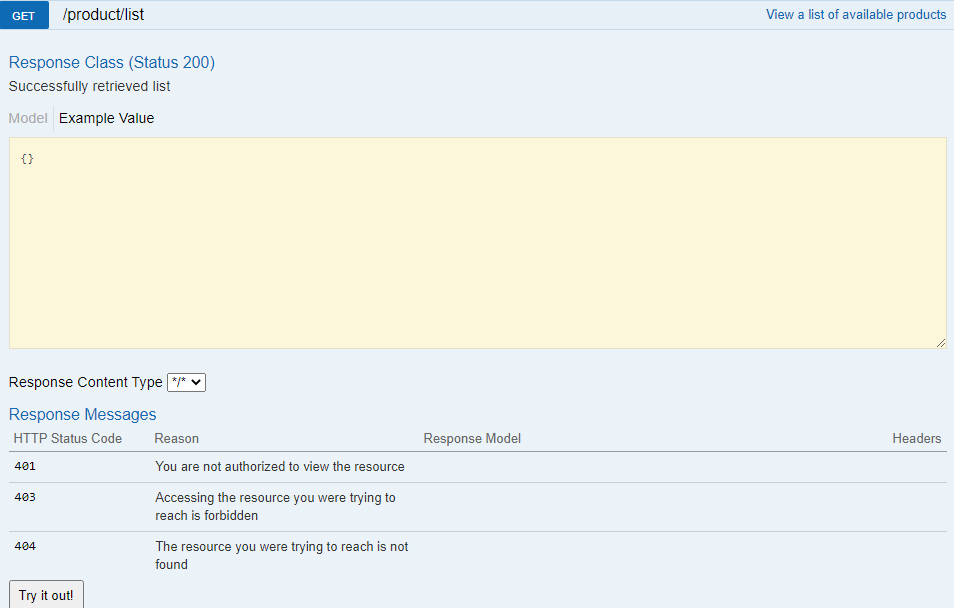 GET /product/list View a list of available products
Response Class (Status 200)
Successfully retrieved list
Model Example Value
{}
Response Content Type */*
Response Messages
HTTP Status Code Reason Response Model Headers
401 You are not authorized to view the resource
403 Accessing the resource you were trying to
reach is forbidden
404 The resource you were trying to reach is not
found
Try it out!